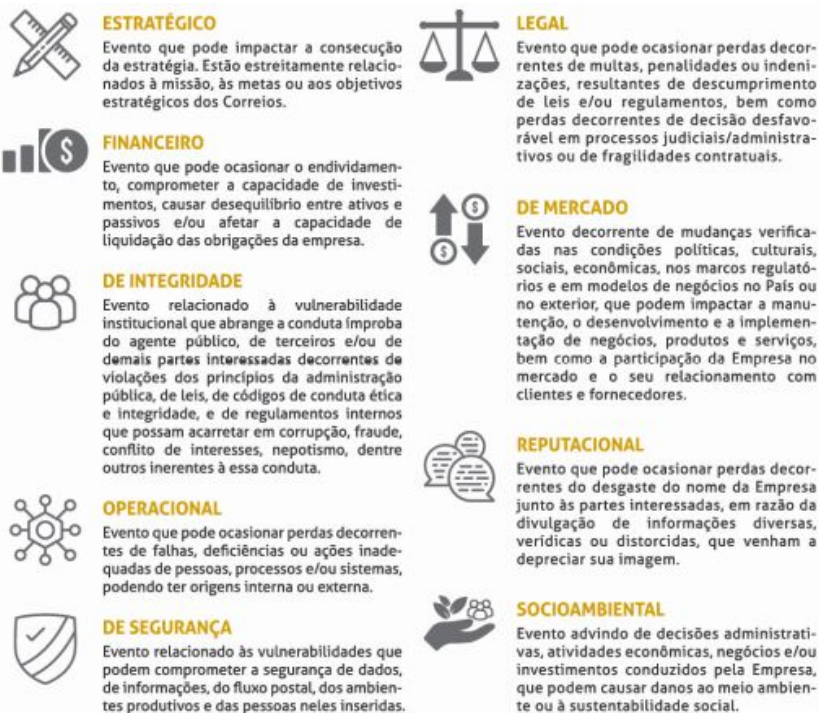 ESTRATÉGICO
Evento que pode impactar a consecução
da estratégia. Estão estreitamente relacio-
nados à missão, às metas ou aos objetivos
estratégicos dos Correios.
FINANCEIRO
Evento que pode ocasionar o endividamen-
to, comprometer a capacidade de investi-
mentos, causar desequilíbrio entre ativos e
passivos e/ou afetar a capacidade de
liquidação das obrigações da empresa.
DE INTEGRIDADE
Evento relacionado à vulnerabilidade
institucional que abrange a conduta ímproba
do agente público, de terceiros e/ou de
demais partes interessadas decorrentes de
violações dos princípios da administração
pública, de leis, de códigos de conduta ética
e integridade, e de regulamentos internos
que possam acarretar em corrupção, fraude,
conflito de interesses, nepotismo, dentre
outros inerentes à essa conduta.
OPERACIONAL
Evento que pode ocasionar perdas decorren-
tes de falhas, deficiências ou ações inade-
quadas de pessoas, processos e/ou sistemas,
podendo ter origens interna ou externa.
DE SEGURANÇA
Evento relacionado às vulnerabilidades que
podem comprometer a segurança de dados,
de informações, do fluxo postal, dos ambien-
tes produtivos e das pessoas neles inseridas.
LEGAL
Evento que pode ocasionar perdas decor-
rentes de multas, penalidades ou indeni-
zações, resultantes de descumprimento
de leis e/ou regulamentos, bem como
perdas decorrentes de decisão desfavo-
rável em processos judiciais/administra-
tivos ou de fragilidades contratuais.
DE MERCADO
Evento decorrente de mudanças verifica-
das nas condições políticas, culturais,
sociais, econômicas, nos marcos regulató-
rios e em modelos de negócios no País ou
no exterior, que podem impactar a manu-
tenção, o desenvolvimento e a implemen-
tação de negócios, produtos e serviços,
bem como a participação da Empresa no
mercado e o seu relacionamento com
clientes e fornecedores.
REPUTACIONAL
Evento que pode ocasionar perdas decor-
rentes do desgaste do nome da Empresa
junto às partes interessadas, em razão da
divulgação de informações diversas,
verídicas ou distorcidas, que venham a
depreciar sua imagem.
SOCIOAMBIENTAL
Evento advindo de decisões administrati-
vas, atividades econômicas, negócios e/ou
investimentos conduzidos pela Empresa,
que podem causar danos ao meio ambien-
te ou à sustentabilidade social.